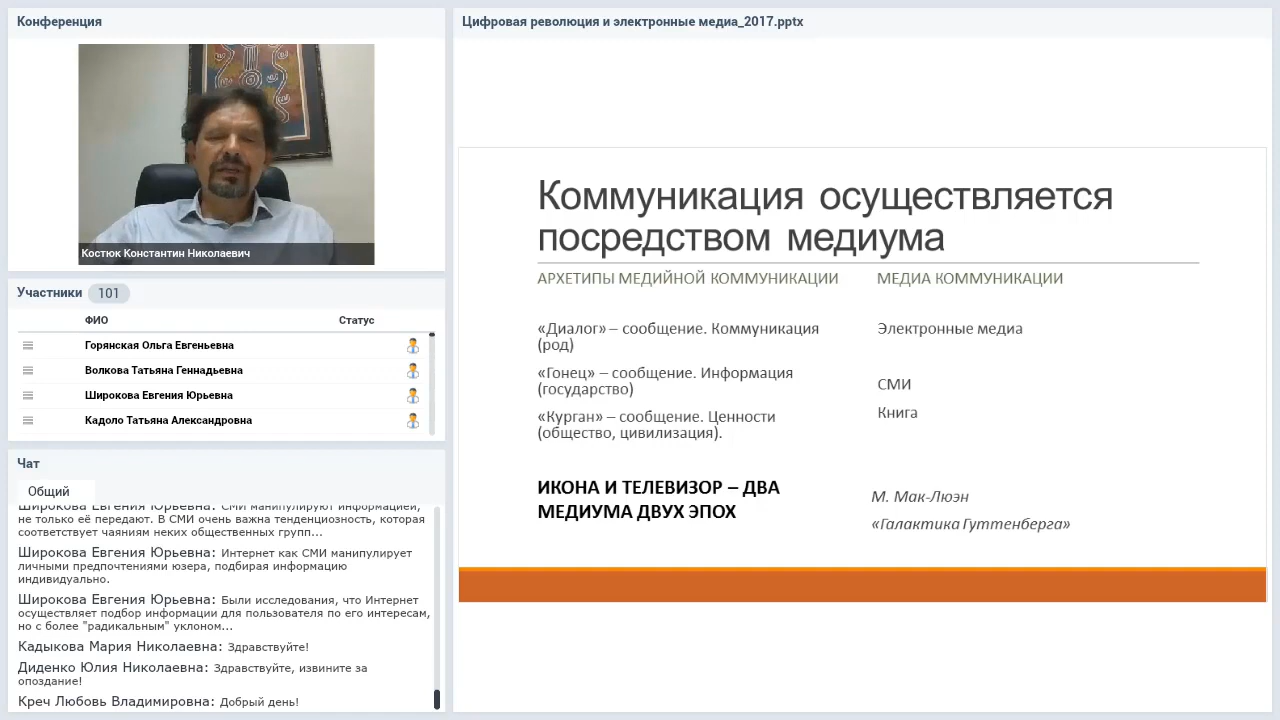 Конференция
Костюк Константин Николаевич
Участники 101
ФИО Статус
Горянская Ольга Евгеньевна
Волкова Татьяна Геннадьевна
Широкова Евгения Юрьевна
Кадоло Татьяна Александровна
Чат
Общий
Широкова Евгения Юрьевна: СМИ манипулируют информацией,
не только её передают. В СМИ очень важна тенденциозность, которая
соответствует чаяниям неких общественных групп...
Широкова Евгения Юрьевна: Интернет как СМИ манипулирует
личными предпочтениями юзера, подбирая информацию
индивидуально.
Широкова Евгения Юрьевна: Были исследования, что Интернет
осуществляет подбор информации для пользователя по его интересам,
но с более "радикальным" уклоном...
Кадыкова Мария Николаевна: Здравствуйте!
Диденко Юлия Николаевна: Здравствуйте, извините за
опоздание!
Креч Любовь Владимировна: Добрый день!
Цифровая революция и электронные медиа_2017.pptx
Коммуникация осуществляется
посредством медиума
АРХЕТИПЫ МЕДИЙНОЙ КОММУНИКАЦИИ
«Диалог» – сообщение. Коммуникация
(род)
«Гонец» – сообщение. Информация
(государство)
«Курган» – сообщение. Ценности
(общество, цивилизация).
ИКОНА И ТЕЛЕВИЗОР – ДВА
МЕДИУМА ДВУХ ЭПОХ
МЕДИА КОММУНИКАЦИИ
Электронные медиа
СМИ
Книга
М. Мак-Люэн
«Галактика Гуттенберга»